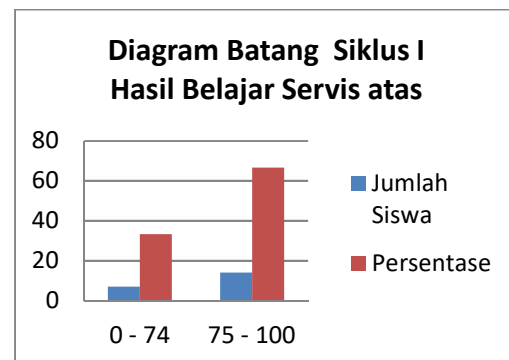 Diagram Batang Siklus I
Hasil Belajar Servis atas
80
60
40
20
0
0 - 74
75 - 100
Jumlah
Siswa
Persentase